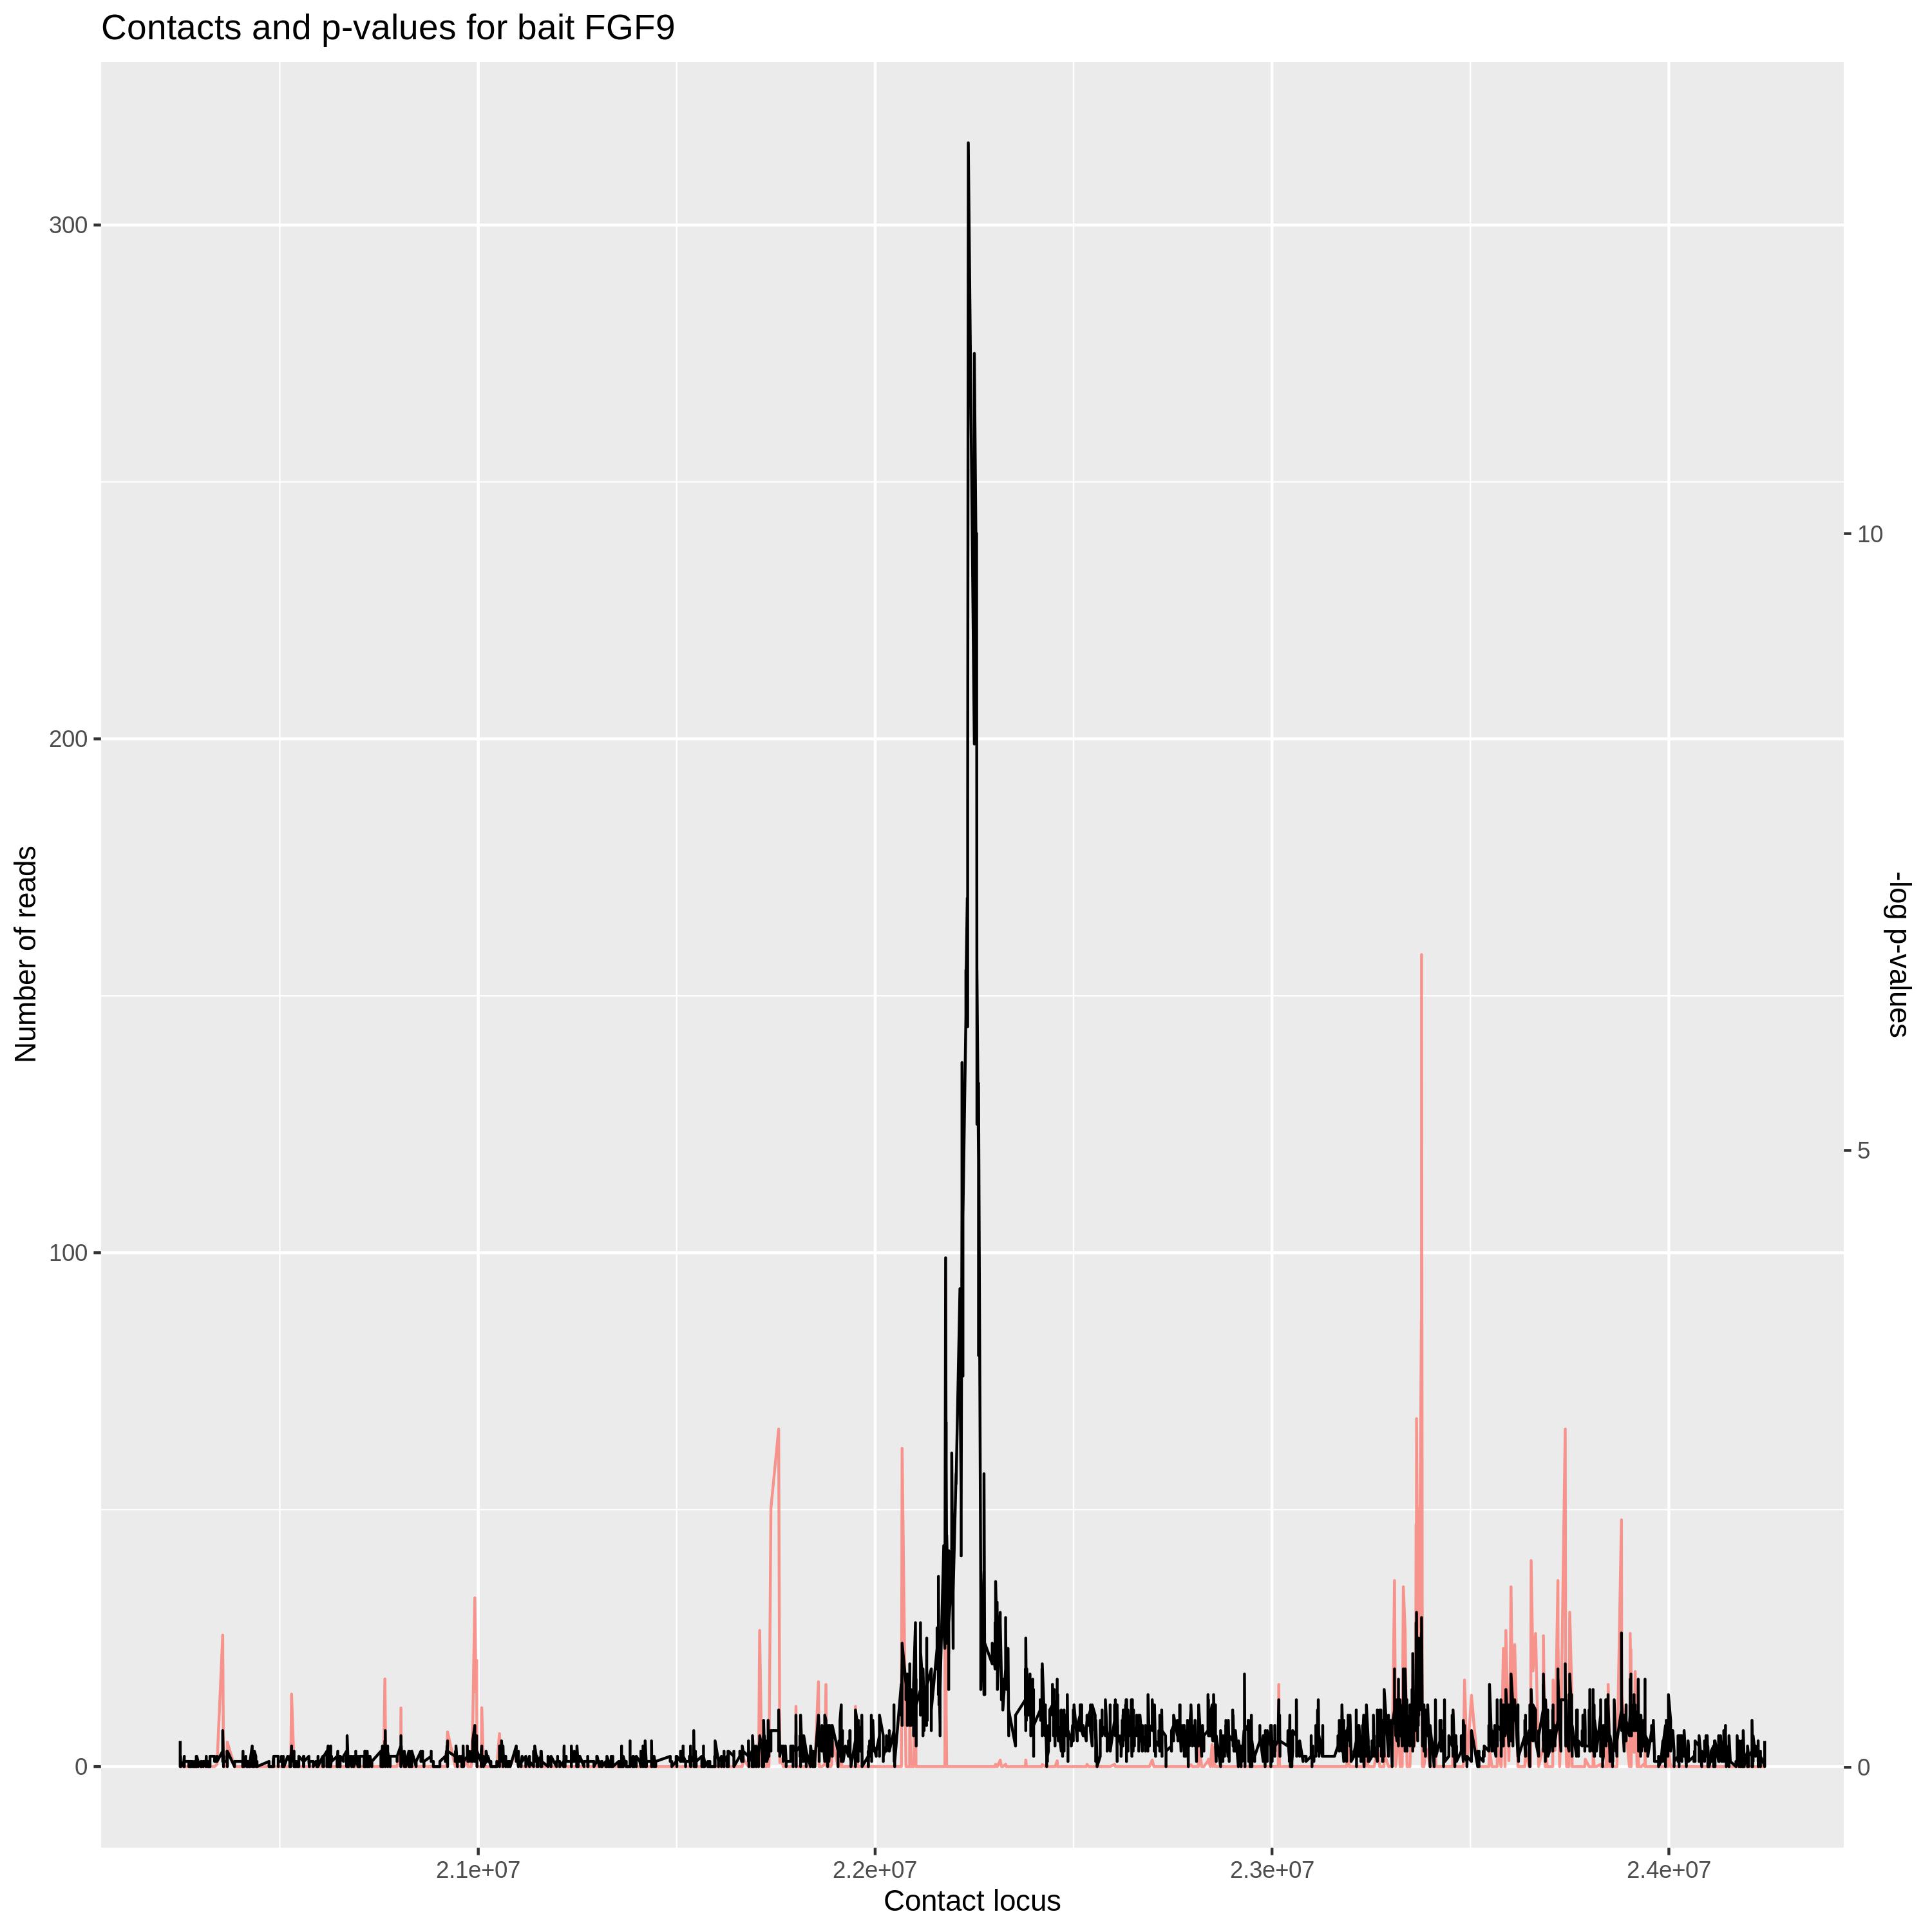 Contacts and p-values for bait FGF9
300
200
100
0
Number of reads
10
5
0
-log p-values
2.1e+07
2.2e+07
2.3e+07
2.4e+07
Contact locus